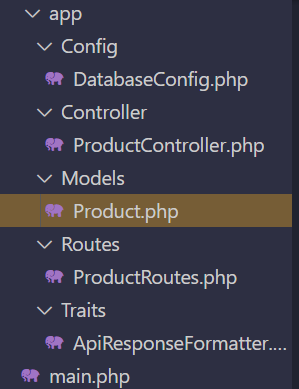 app
Config
DatabaseConfig.php
Controller
ProductController.php
Models
Product.php
Routes
ProductRoutes.php
Traits
ApiResponseFormatter....
main.php